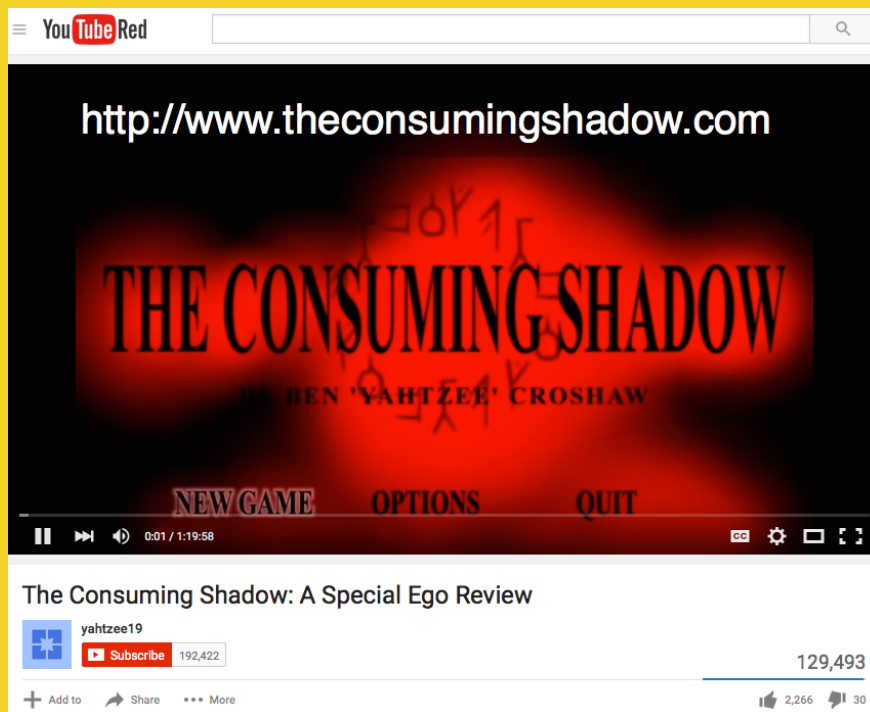 YouTube Red
http://www.theconsumingshadow.com
THE CONSUMING SHADOW
BY BEN 'YAHTZEE' CROSHAW
NEW GAME OPTIONS QUIT
0:01 / 1:19:58 CC
The Consuming Shadow: A Special Ego Review
yahtzee19
Subscribe 192,422
129,493
Add to Share More 2,266 30